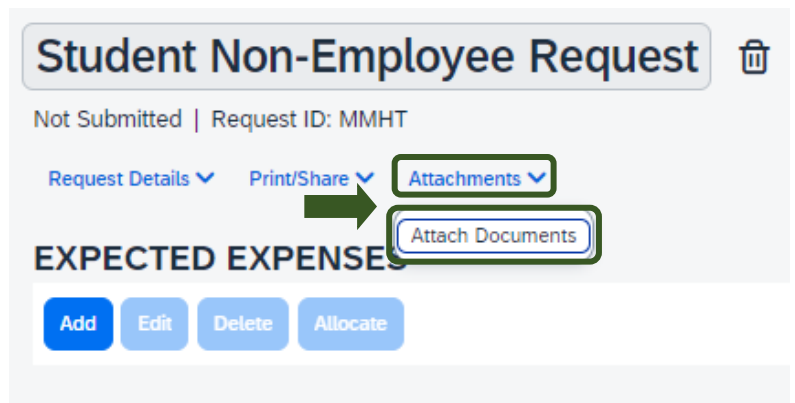 Student Non-Employee Request
Not Submitted | Request ID: MMHT
Request Details Print/Share Attachments
Attach Documents
EXPECTED EXPENSES
Add Edit Delete Allocate